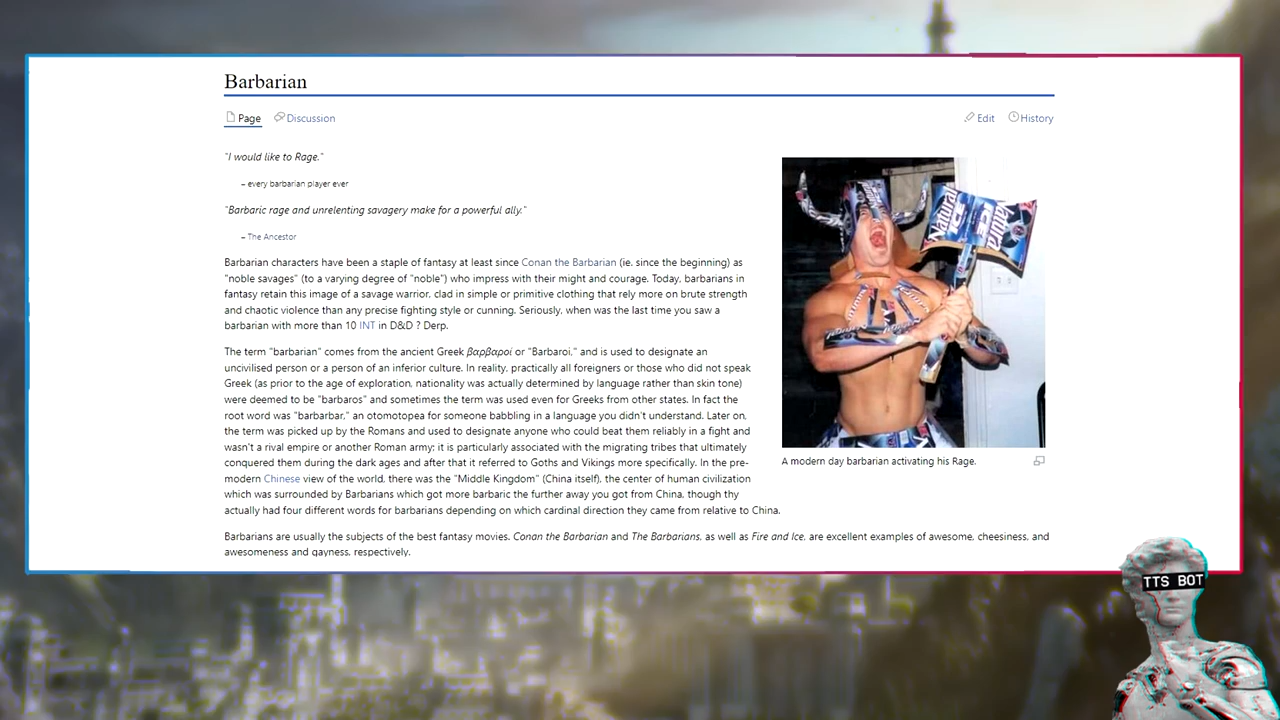 Barbarian
Page Discussion Edit History
"I would like to Rage."
– every barbarian player ever
"Barbaric rage and unrelenting savagery make for a powerful ally."
– The Ancestor
Barbarian characters have been a staple of fantasy at least since Conan the Barbarian (ie. since the beginning) as
"noble savages" (to a varying degree of "noble") who impress with their might and courage. Today, barbarians in
fantasy retain this image of a savage warrior, clad in simple or primitive clothing that rely more on brute strength
and chaotic violence than any precise fighting style or cunning. Seriously, when was the last time you saw a
barbarian with more than 10 INT in D&D ? Derp.
The term "barbarian" comes from the ancient Greek βαρβαροί or "Barbaroi," and is used to designate an
uncivilised person or a person of an inferior culture. In reality, practically all foreigners or those who did not speak
Greek (as prior to the age of exploration, nationality was actually determined by language rather than skin tone)
were deemed to be "barbaros" and sometimes the term was used even for Greeks from other states. In fact the
root word was "barbarbar," an otomotopea for someone babbling in a language you didn't understand. Later on,
the term was picked up by the Romans and used to designate anyone who could beat them reliably in a fight and
wasn't a rival empire or another Roman army; it is particularly associated with the migrating tribes that ultimately
conquered them during the dark ages and after that it referred to Goths and Vikings more specifically. In the pre-
modern Chinese view of the world, there was the "Middle Kingdom" (China itself), the center of human civilization
which was surrounded by Barbarians which got more barbaric the further away you got from China, though thy
actually had four different words for barbarians depending on which cardinal direction they came from relative to China.
Barbarians are usually the subjects of the best fantasy movies. Conan the Barbarian and The Barbarians, as well as Fire and Ice, are excellent examples of awesome, cheesiness, and
awesomeness and gayness, respectively.
Natural
ICE
ICE
Natural
A modern day barbarian activating his Rage.
TTS BOT